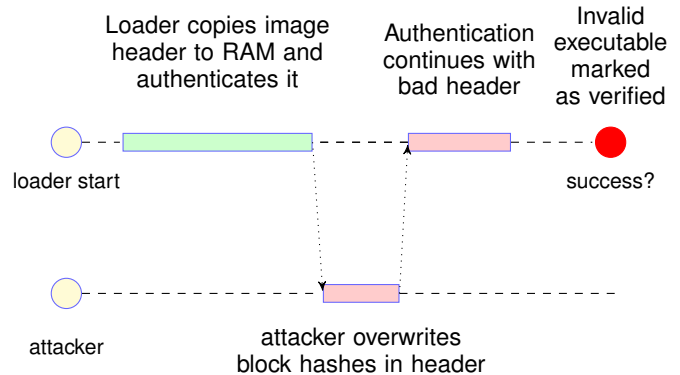 Loader copies image
header to RAM and
authenticates it
Authentication
continues with
bad header
Invalid
executable
marked
as verified
loader start
success?
attacker
attacker overwrites
block hashes in header